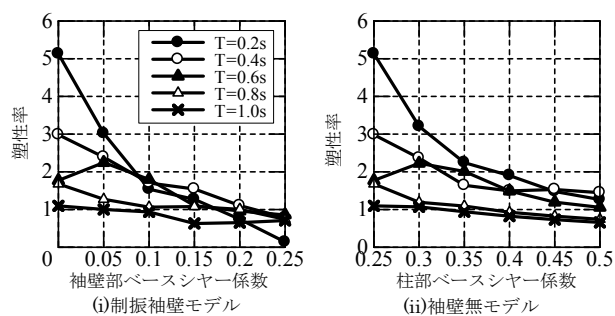 6
5
4
3
2
1
0
塑性率
T=0.2s
T=0.4s
T=0.6s
T=0.8s
T=1.0s
0 0.05 0.1 0.15 0.2 0.25
袖壁部ベースシヤー係数
(i)制振袖壁モデル
6
5
4
3
2
1
0
塑性率
0.25 0.3 0.35 0.4 0.45 0.5
柱部ベースシヤー係数
(ii)袖壁無モデル